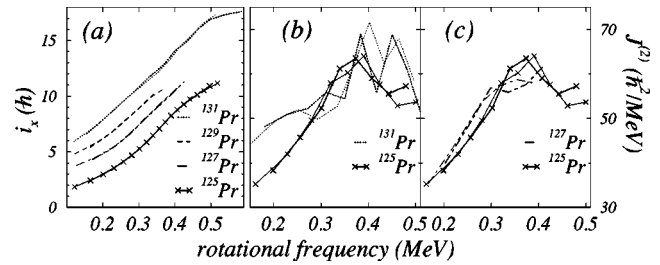 (a) (b) (c)
15
10
5
0
i_x (ħ)
¹³¹Pr
¹²⁹Pr
¹²⁷Pr
¹²⁵Pr
¹³¹Pr
¹²⁵Pr
¹²⁷Pr
¹²⁵Pr
70
50
30
J⁽²⁾ (ħ²/MeV)
0.2 0.3 0.4 0.5 0.2 0.3 0.4 0.5 0.2 0.3 0.4 0.5
rotational frequency (MeV)